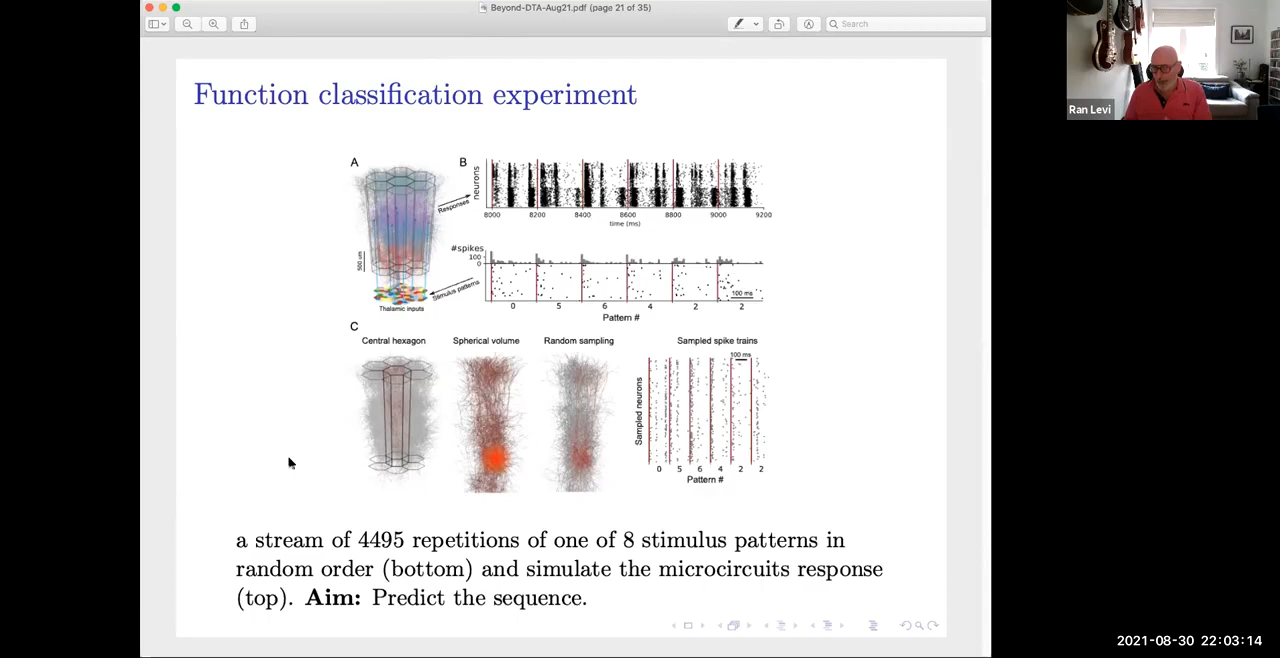 Beyond-DTA-Aug21.pdf (page 21 of 35)
Search
Ran Levi
Function classification experiment
A
B
neurons
Responses
8000 8200 8400 8600 8800 9000 9200
time (ms)
#spikes
100
0
500 um
Stimulus patterns
100 ms
Thalamic inputs
0 5 6 4 2 2
Pattern #
C
Central hexagon Spherical volume Random sampling Sampled spike trains
100 ms
Sampled neurons
0 5 6 4 2 2
Pattern #
a stream of 4495 repetitions of one of 8 stimulus patterns in
random order (bottom) and simulate the microcircuits response
(top). Aim: Predict the sequence.
2021-08-30 22:03:14